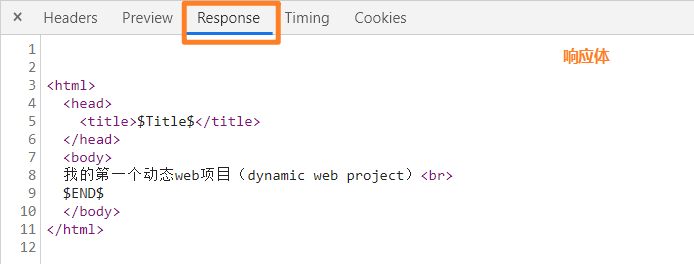 × Headers Preview Response Timing Cookies
响应体
1
2
3 <html>
4 <head>
5 <title>$Title$</title>
6 </head>
7 <body>
8 我的第一个动态web项目（dynamic web project）<br>
9 $END$
10 </body>
11 </html>
12